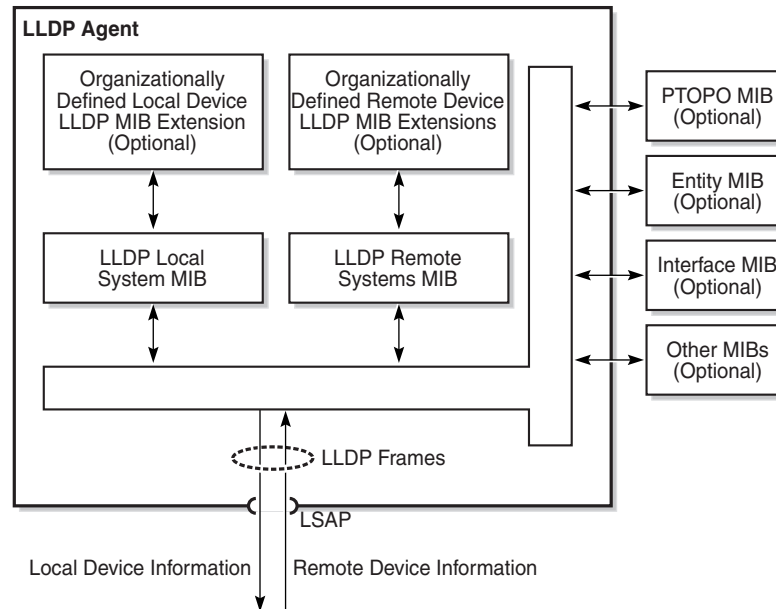 LLDP Agent
Organizationally
Defined Local Device
LLDP MIB Extension
(Optional)
Organizationally
Defined Remote Device
LLDP MIB Extensions
(Optional)
PTOPO MIB
(Optional)
Entity MIB
(Optional)
LLDP Local
System MIB
LLDP Remote
Systems MIB
Interface MIB
(Optional)
Other MIBs
(Optional)
LLDP Frames
LSAP
Local Device Information
Remote Device Information